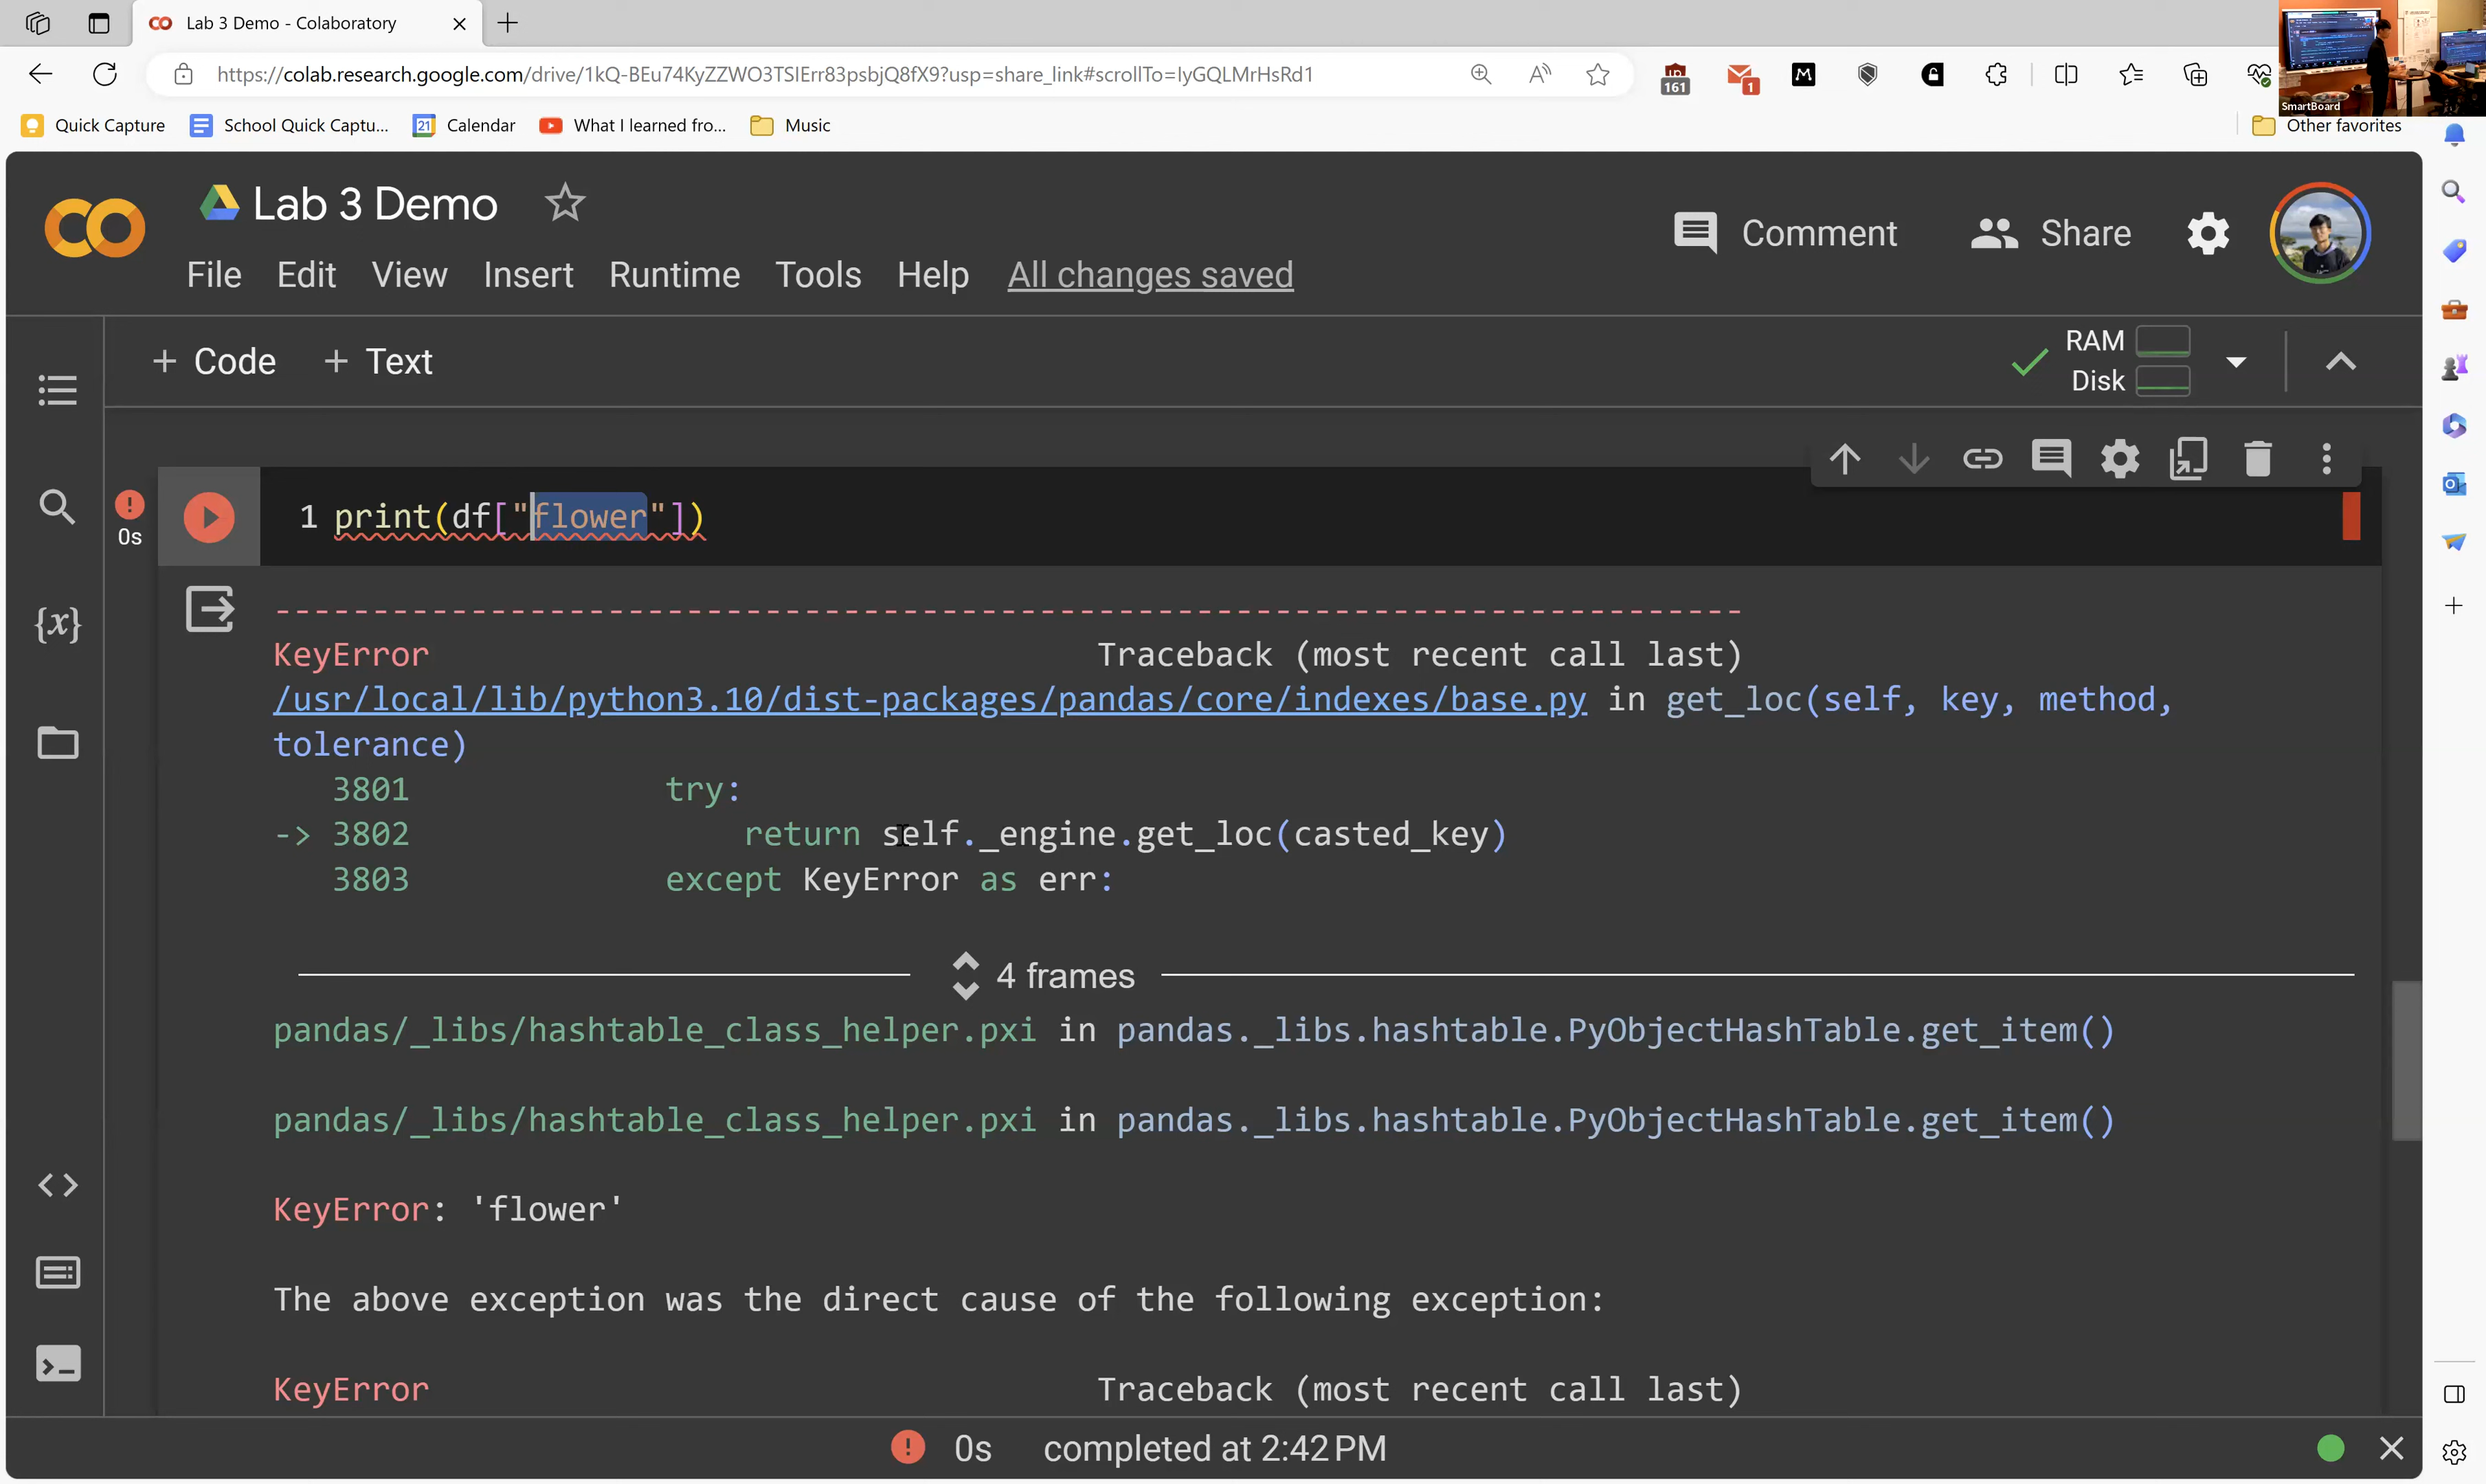 Lab 3 Demo - Colaboratory
https://colab.research.google.com/drive/1kQ-BEu74KyZZWO3TSIErr83psbjQ8fX9?usp=share_link#scrollTo=IyGQLMrHsRd1
161
1
SmartBoard
Quick Capture
School Quick Captu...
21
Calendar
What I learned fro...
Music
Other favorites
Lab 3 Demo
Comment
Share
File Edit View Insert Runtime Tools Help All changes saved
+ Code + Text
RAM
Disk
1 print(df["flower"])
0s
--------------------------------------------------------------------------- 
KeyError Traceback (most recent call last)
/usr/local/lib/python3.10/dist-packages/pandas/core/indexes/base.py in get_loc(self, key, method,
tolerance)
3801 try:
-> 3802 return self._engine.get_loc(casted_key)
3803 except KeyError as err:
4 frames
pandas/_libs/hashtable_class_helper.pxi in pandas._libs.hashtable.PyObjectHashTable.get_item()
pandas/_libs/hashtable_class_helper.pxi in pandas._libs.hashtable.PyObjectHashTable.get_item()
KeyError: 'flower'
The above exception was the direct cause of the following exception:
KeyError Traceback (most recent call last)
0s completed at 2:42 PM